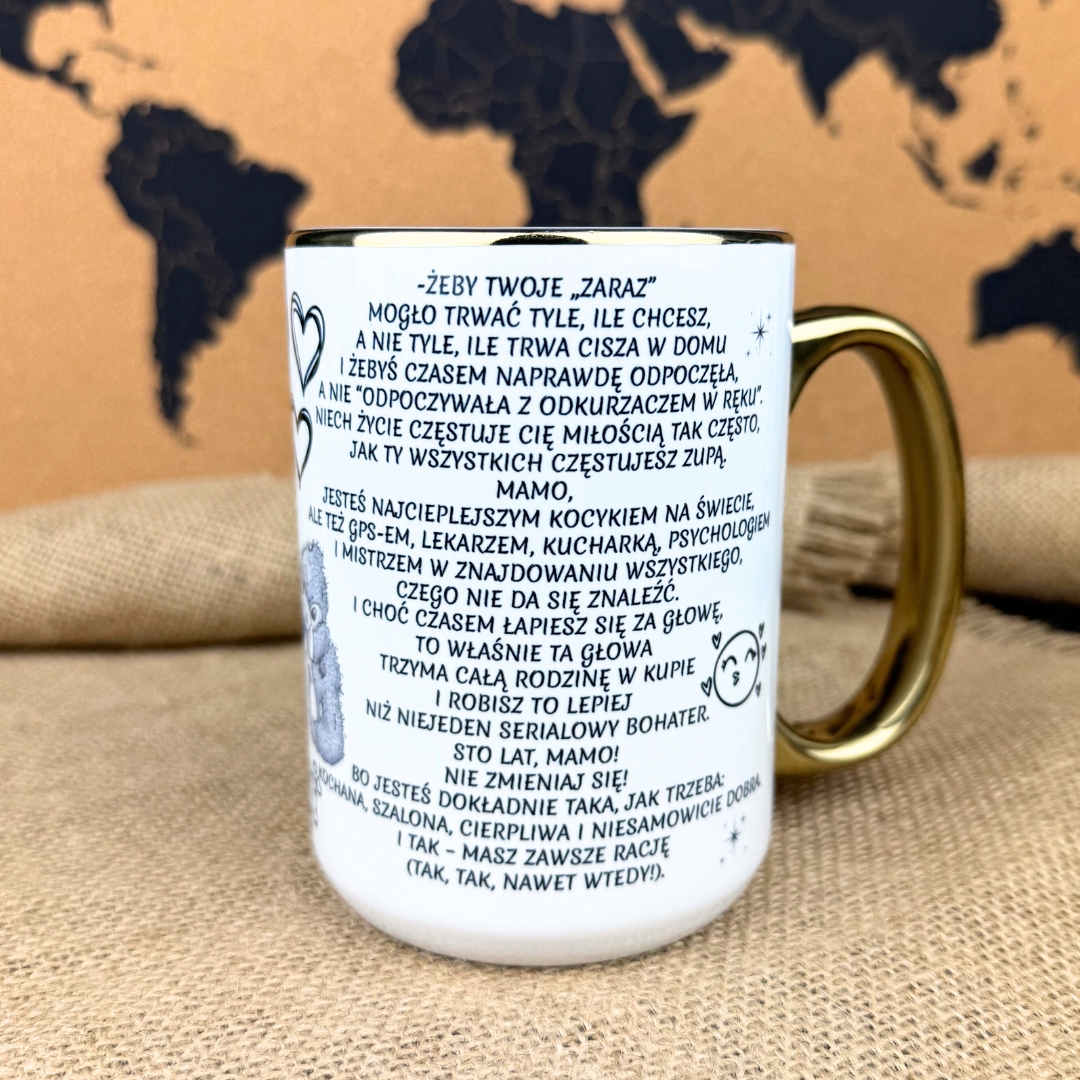 -ŻEBY TWOJE „ZARAZ”
MOGŁO TRWAĆ TYLE, ILE CHCESZ,
A NIE TYLE, ILE TRWA CISZA W DOMU
I ŻEBYŚ CZASEM NAPRAWDĘ ODPOCZĘŁA,
A NIE “ODPOCZYWAŁA Z ODKURZACZEM W RĘKU”.
NIECH ŻYCIE CZĘSTUJE CIĘ MIŁOŚCIĄ TAK CZĘSTO,
JAK TY WSZYSTKICH CZĘSTUJESZ ZUPĄ.
MAMO,
JESTEŚ NAJCIEPLEJSZYM KOCYKIEM NA ŚWIECIE,
ALE TEŻ GPS-EM, LEKARZEM, KUCHARKĄ, PSYCHOLOGIEM
I MISTRZEM W ZNAJDOWANIU WSZYSTKIEGO,
CZEGO NIE DA SIĘ ZNALEŹĆ.
I CHOĆ CZASEM ŁAPIESZ SIĘ ZA GŁOWĘ,
TO WŁAŚNIE TA GŁOWA
TRZYMA CAŁĄ RODZINĘ W KUPIE
I ROBISZ TO LEPIEJ
NIŻ NIEJEDEN SERIALOWY BOHATER.
STO LAT, MAMO!
NIE ZMIENIAJ SIĘ!
BO JESTEŚ DOKŁADNIE TAKA, JAK TRZEBA:
KOCHANA, SZALONA, CIERPLIWA I NIESAMOWICIE DOBRA.
I TAK – MASZ ZAWSZE RACJĘ
(TAK, TAK, NAWET WTEDY!).